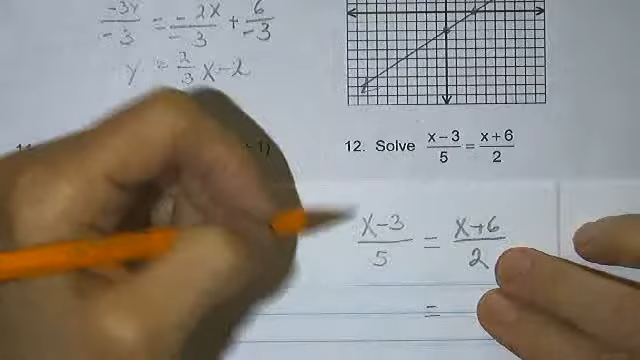 -3y/-3 = -2x/-3 + 6/-3
y = 2/3 x - 2
12. Solve x - 3/5 = x + 6/2
x-3/5 = x+6/2
=